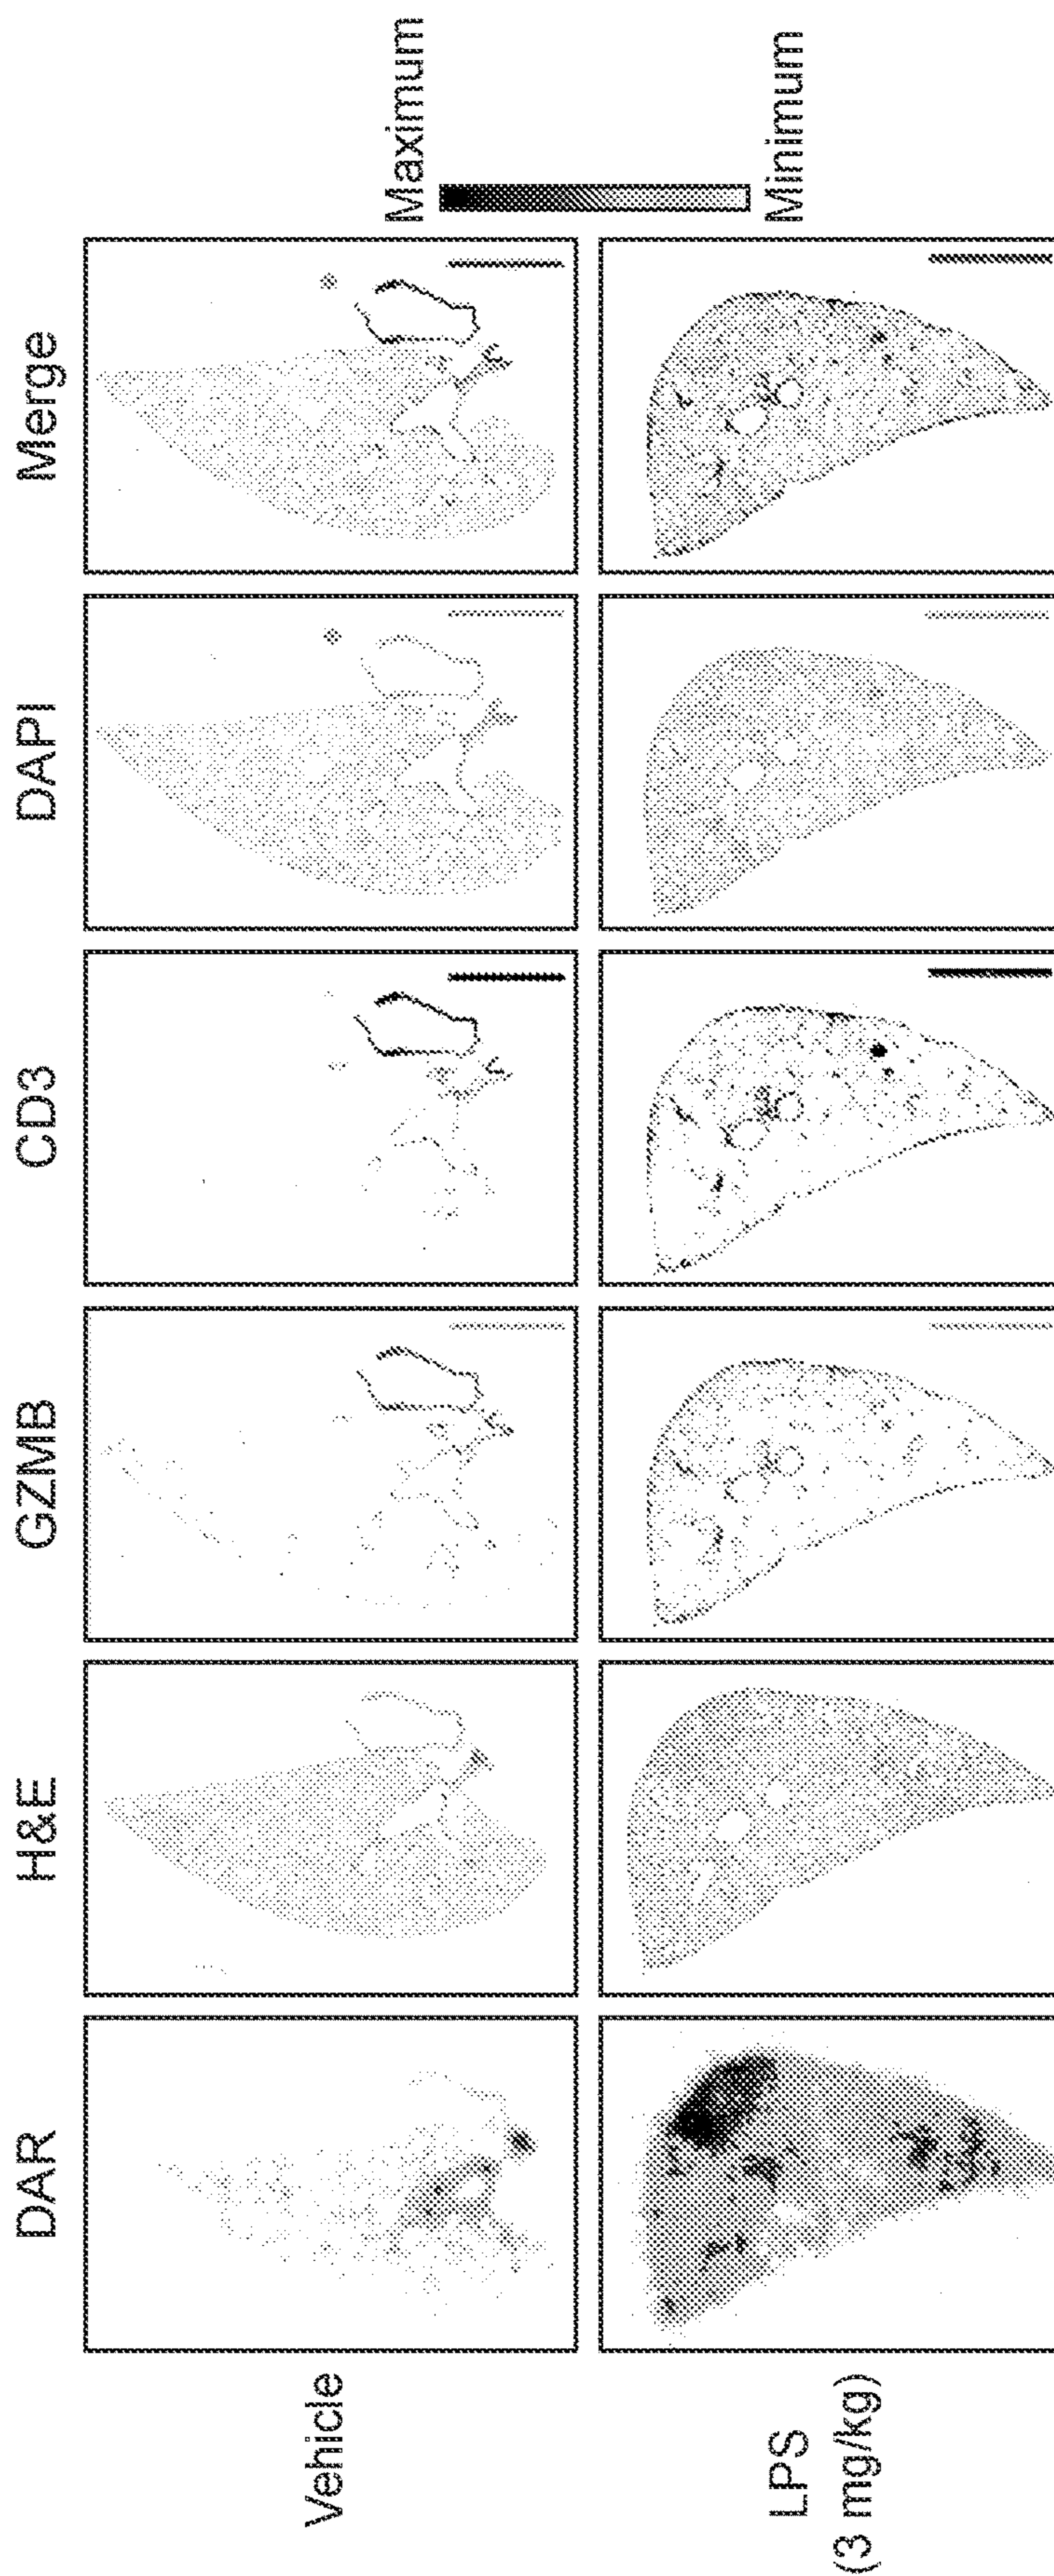 DAR
H&E
GZMB
CD3
DAPI
Merge
Vehicle
LPS
(3 mg/kg)
Maximum
Minimum